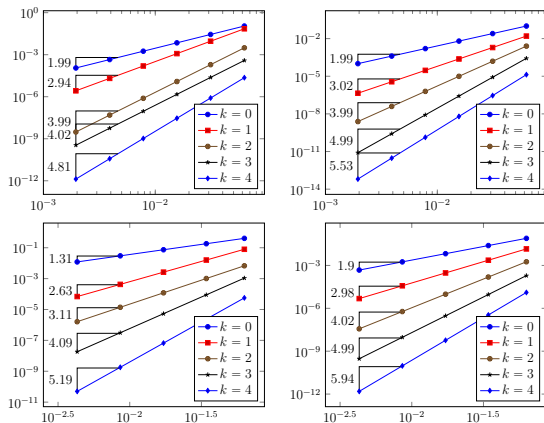 10^0
10^-3
10^-6
10^-9
10^-12
1.99
2.94
3.99
4.02
4.81
k = 0
k = 1
k = 2
k = 3
k = 4
10^-3
10^-2
10^-2
10^-5
10^-8
10^-11
10^-14
1.99
3.02
3.99
4.99
5.53
k = 0
k = 1
k = 2
k = 3
k = 4
10^-3
10^-2
10^-1
10^-3
10^-5
10^-7
10^-9
10^-11
1.31
2.63
3.11
4.09
5.19
k = 0
k = 1
k = 2
k = 3
k = 4
10^-2.5
10^-2
10^-1.5
10^-3
10^-6
10^-9
10^-12
1.9
2.98
4.02
4.99
5.94
k = 0
k = 1
k = 2
k = 3
k = 4
10^-2.5
10^-2
10^-1.5